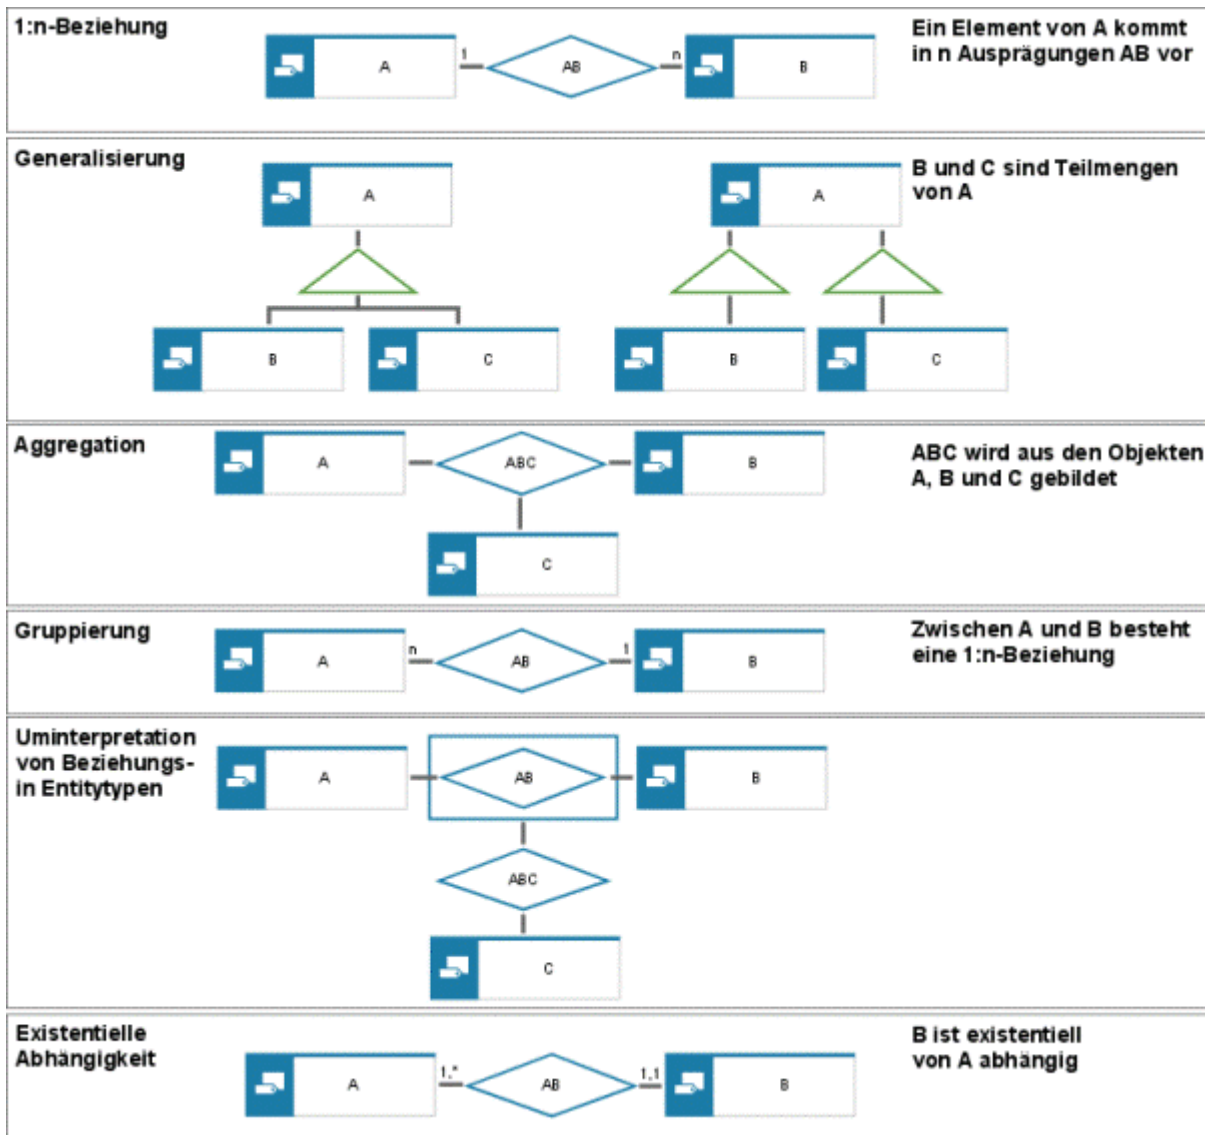 1:n-Beziehung
A
1
AB
n
B
Ein Element von A kommt
in n Ausprägungen AB vor
Generalisierung
A
B
C
A
B
C
B und C sind Teilmengen
von A
Aggregation
A
ABC
B
C
ABC wird aus den Objekten
A, B und C gebildet
Gruppierung
A
n
AB
1
B
Zwischen A und B besteht
eine 1:n-Beziehung
Uminterpretation
von Beziehungs-
in Entitytypen
A
AB
B
ABC
C
Existentielle
Abhängigkeit
A
1,*
AB
1,1
B
B ist existentiell
von A abhängig